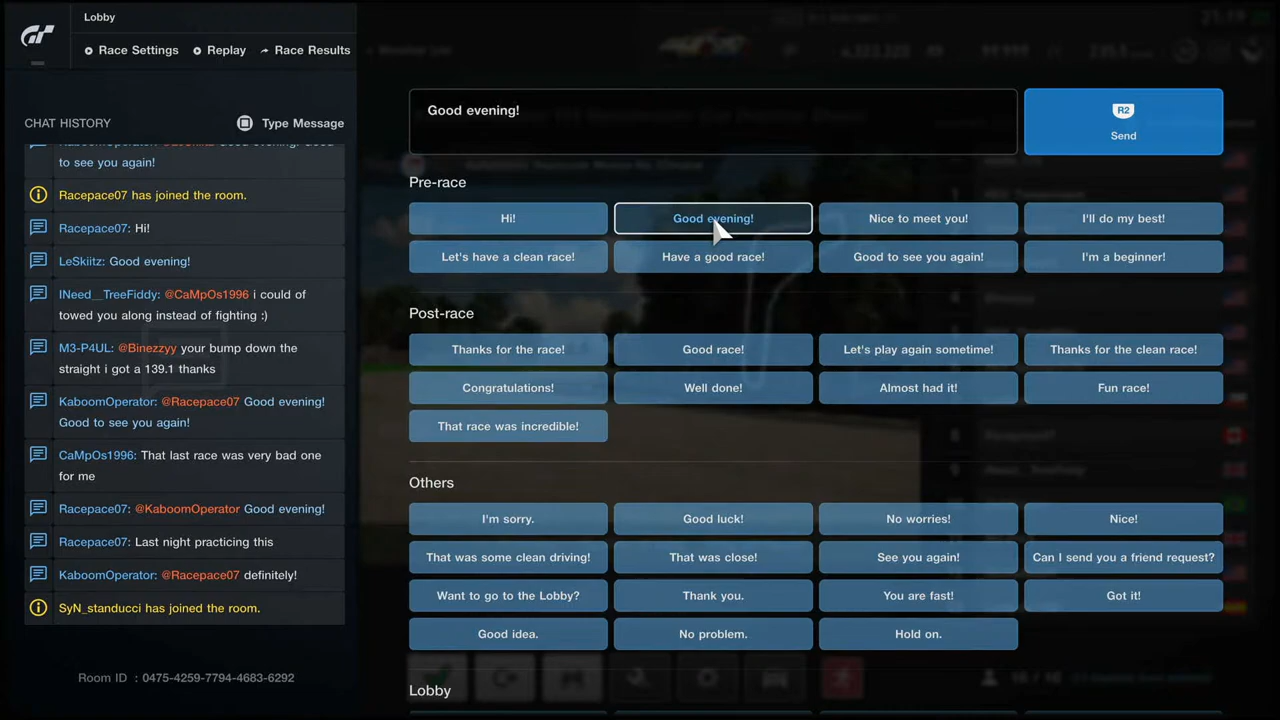 Lobby
Race Settings
Replay
Race Results
CHAT HISTORY
Type Message
to see you again!
Racepace07 has joined the room.
Racepace07: Hi!
LeSkiitz: Good evening!
INeed__TreeFiddy: @CaMpOs1996 i could of
towed you along instead of fighting :)
M3-P4UL: @Binezzyy your bump down the
straight i got a 139.1 thanks
KaboomOperator: @Racepace07 Good evening!
Good to see you again!
CaMpOs1996: That last race was very bad one
for me
Racepace07: @KaboomOperator Good evening!
Racepace07: Last night practicing this
KaboomOperator: @Racepace07 definitely!
SyN_standucci has joined the room.
Room ID : 0475-4259-7794-4683-6292
Good evening!
R2
Send
Pre-race
Hi!
Good evening!
Nice to meet you!
I'll do my best!
Let's have a clean race!
Have a good race!
Good to see you again!
I'm a beginner!
Post-race
Thanks for the race!
Good race!
Let's play again sometime!
Thanks for the clean race!
Congratulations!
Well done!
Almost had it!
Fun race!
That race was incredible!
Others
I'm sorry.
Good luck!
No worries!
Nice!
That was some clean driving!
That was close!
See you again!
Can I send you a friend request?
Want to go to the Lobby?
Thank you.
You are fast!
Got it!
Good idea.
No problem.
Hold on.
Lobby